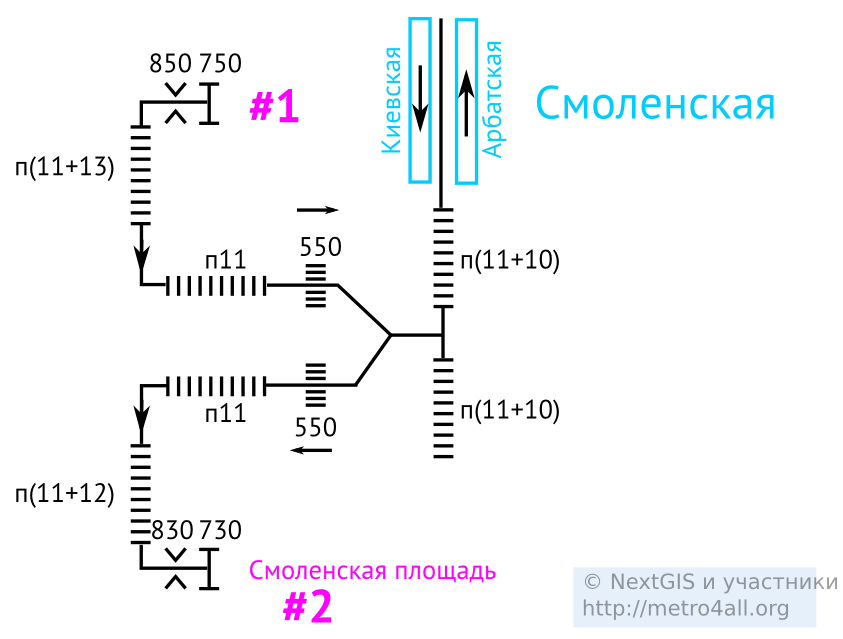 850 750
#1
п(11+13)
п11
550
Киевская
Арбатская
Смоленская
п(11+10)
п(11+10)
п11
550
п(11+12)
830 730
Смоленская площадь
#2
© NextGIS и участники
http://metro4all.org